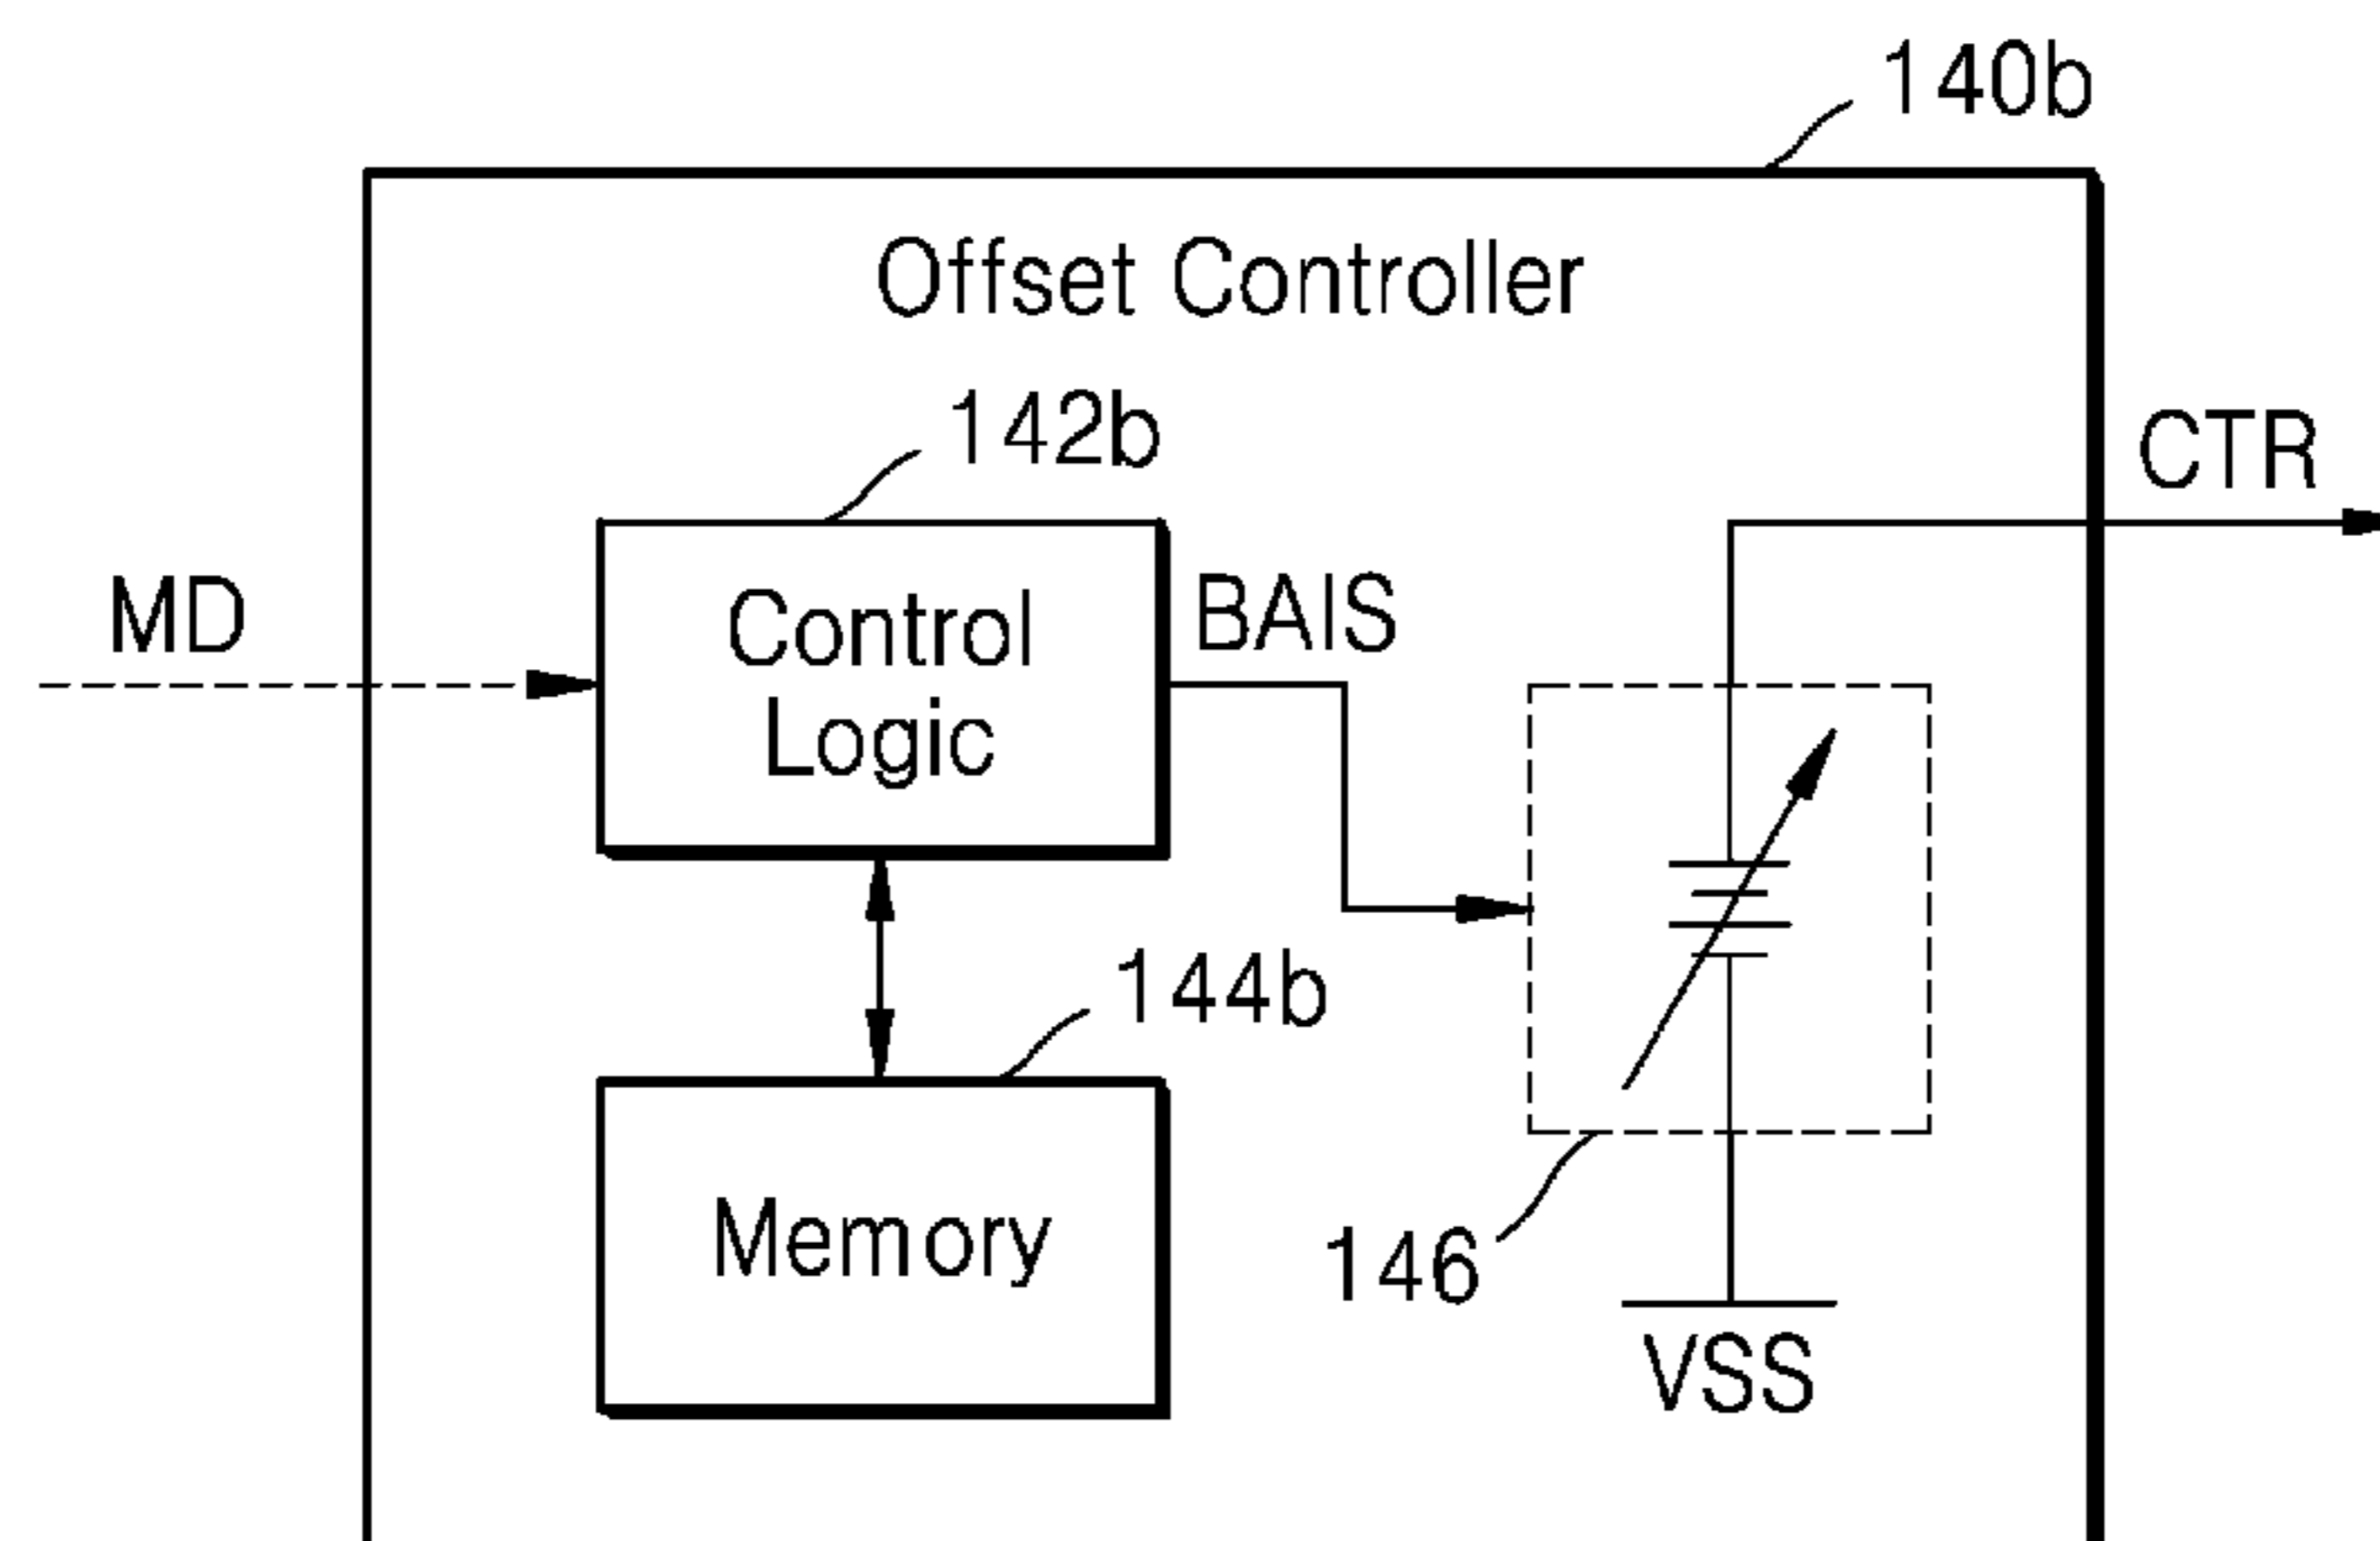 140b
Offset Controller
142b
CTR
MD
Control
Logic
BAIS
144b
Memory
146
VSS